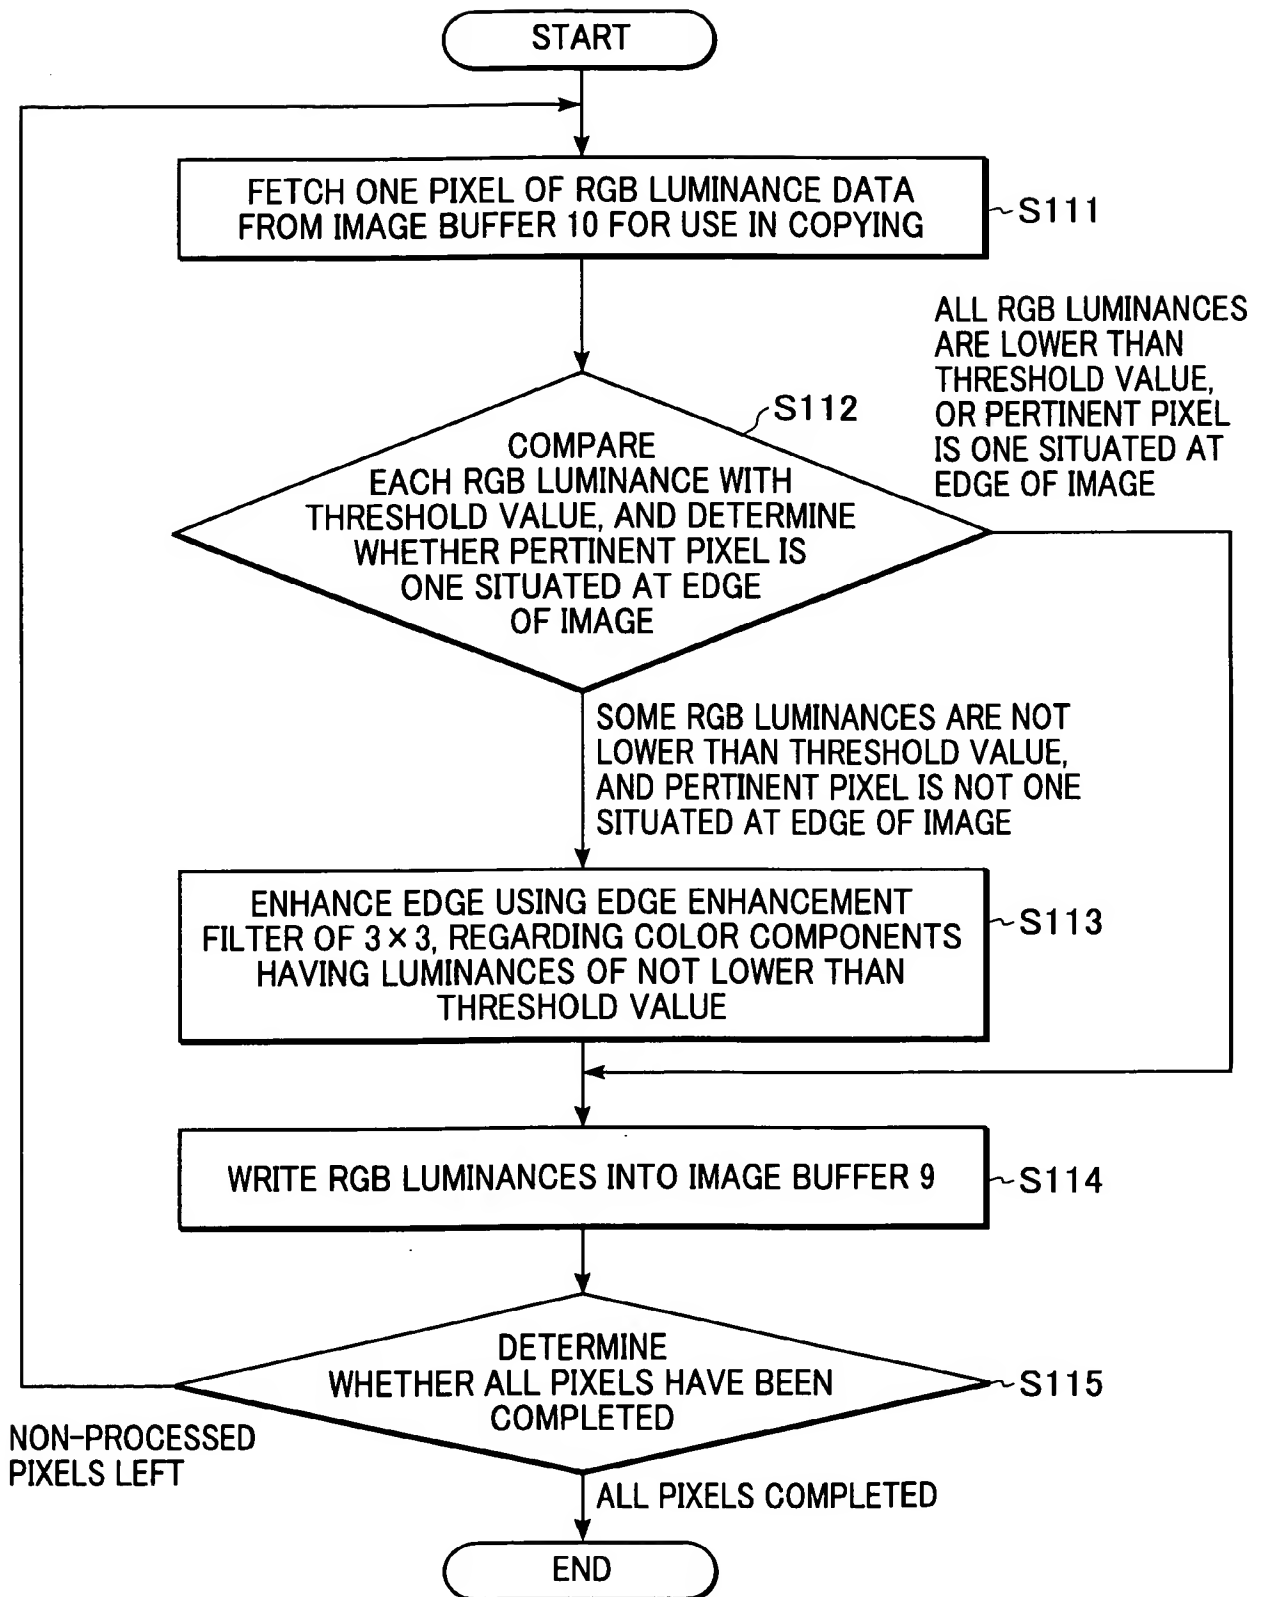 START
FETCH ONE PIXEL OF RGB LUMINANCE DATA
FROM IMAGE BUFFER 10 FOR USE IN COPYING
S111
ALL RGB LUMINANCES
ARE LOWER THAN
THRESHOLD VALUE,
OR PERTINENT PIXEL
IS ONE SITUATED AT
EDGE OF IMAGE
S112
COMPARE
EACH RGB LUMINANCE WITH
THRESHOLD VALUE, AND DETERMINE
WHETHER PERTINENT PIXEL IS
ONE SITUATED AT EDGE
OF IMAGE
SOME RGB LUMINANCES ARE NOT
LOWER THAN THRESHOLD VALUE,
AND PERTINENT PIXEL IS NOT ONE
SITUATED AT EDGE OF IMAGE
ENHANCE EDGE USING EDGE ENHANCEMENT
FILTER OF 3 × 3, REGARDING COLOR COMPONENTS
HAVING LUMINANCES OF NOT LOWER THAN
THRESHOLD VALUE
S113
WRITE RGB LUMINANCES INTO IMAGE BUFFER 9
S114
DETERMINE
WHETHER ALL PIXELS HAVE BEEN
COMPLETED
S115
NON-PROCESSED
PIXELS LEFT
ALL PIXELS COMPLETED
END